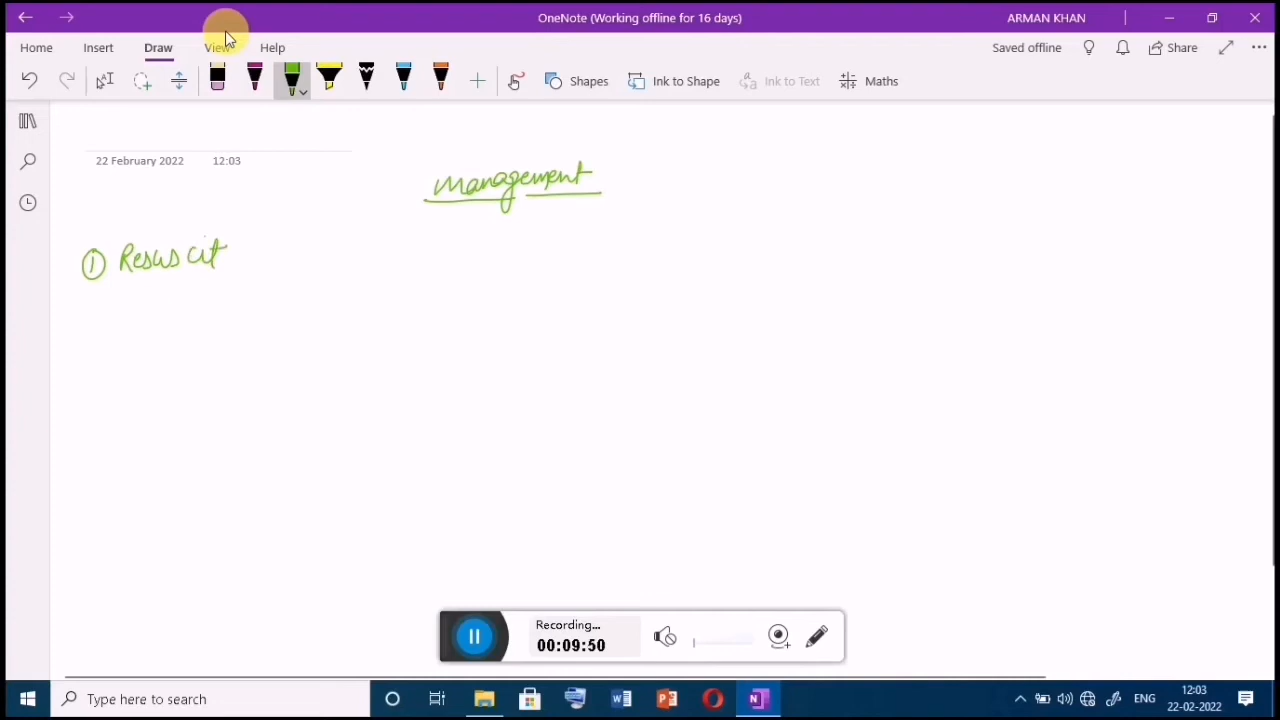 OneNote (Working offline for 16 days)
ARMAN KHAN
Home Insert Draw View Help
Saved offline Share
Shapes Ink to Shape Ink to Text Maths
22 February 2022 12:03
Management
① Resuscit
Recording...
00:09:50
Type here to search
ENG
12:03
22-02-2022